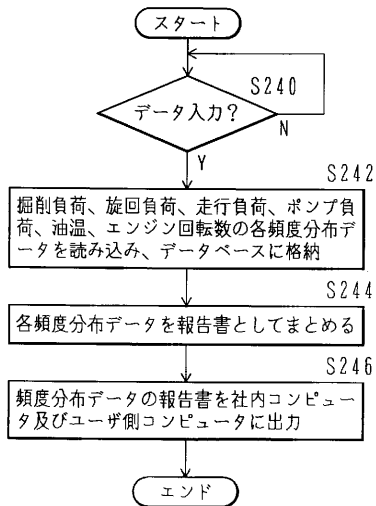 スタート
S240
データ入力?
N
Y
S242
掘削負荷、旋回負荷、走行負荷、ポンプ負
荷、油温、エンジン回転数の各頻度分布デー
タを読み込み、データベースに格納
S244
各頻度分布データを報告書としてまとめる
S246
頻度分布データの報告書を社内コンピュー
タ及びユーザ側コンピュータに出力
エンド